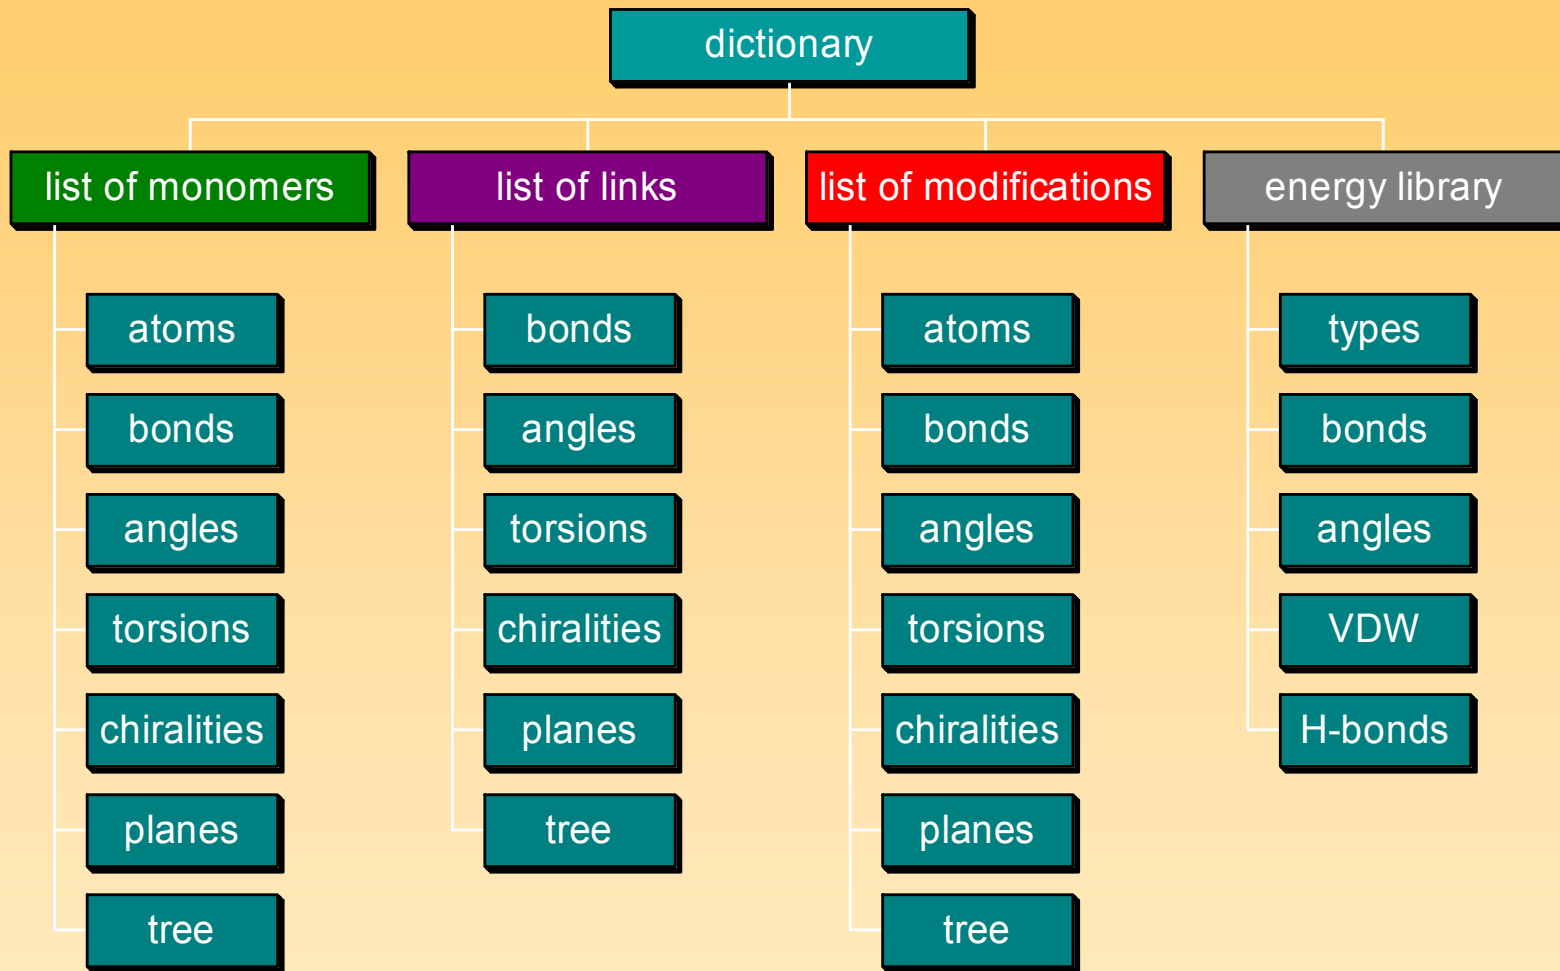 dictionary
list of monomers
list of links
list of modifications
energy library
atoms
bonds
angles
torsions
chiralities
planes
tree
bonds
angles
torsions
chiralities
planes
tree
atoms
bonds
angles
torsions
chiralities
planes
tree
types
bonds
angles
VDW
H-bonds